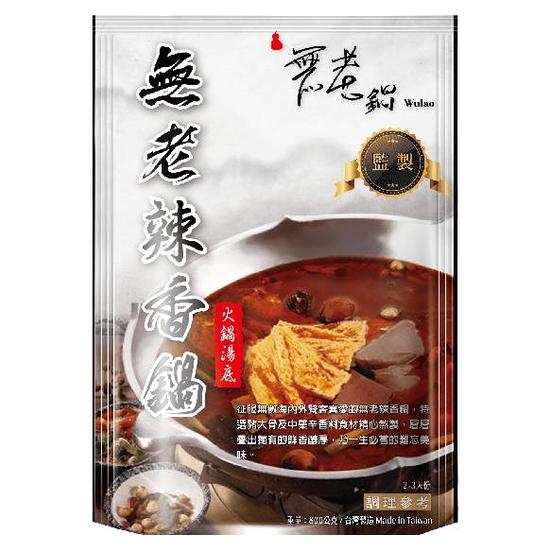 無老鍋
Wulao
監製
無老辣香鍋
火鍋湯底
征服無數海內外饕客喜愛的無老辣香鍋，特
選豬大骨及中藥辛香料食材精心熬製，層層
疊出獨有的鮮香醇厚，乃一生必嘗的難忘美
味。
2-3人份
調理參考
重量：800公克/台灣製造 Made in Taiwan